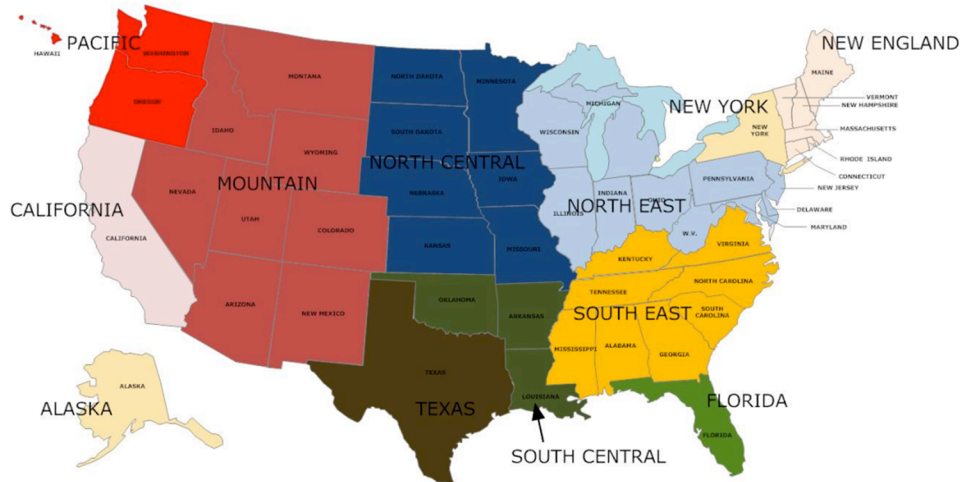 PACIFIC
HAWAII
WASHINGTON
OREGON
MONTANA
IDAHO
WYOMING
MOUNTAIN
NEVADA
UTAH
COLORADO
ARIZONA
NEW MEXICO
CALIFORNIA
CALIFORNIA
ALASKA
ALASKA
NORTH DAKOTA
MINNESOTA
SOUTH DAKOTA
NORTH CENTRAL
NEBRASKA
IOWA
KANSAS
MISSOURI
OKLAHOMA
ARKANSAS
TEXAS
TEXAS
LOUISIANA
SOUTH CENTRAL
MICHIGAN
WISCONSIN
ILLINOIS
INDIANA
OHIO
NORTH EAST
PENNSYLVANIA
W.V.
NEW YORK
NEW
YORK
NEW ENGLAND
MAINE
VERMONT
NEW HAMPSHIRE
MASSACHUSETTS
RHODE ISLAND
CONNECTICUT
NEW JERSEY
DELAWARE
MARYLAND
VIRGINIA
KENTUCKY
TENNESSEE
NORTH CAROLINA
SOUTH
CAROLINA
SOUTH EAST
MISSISSIPPI
ALABAMA
GEORGIA
FLORIDA
FLORIDA